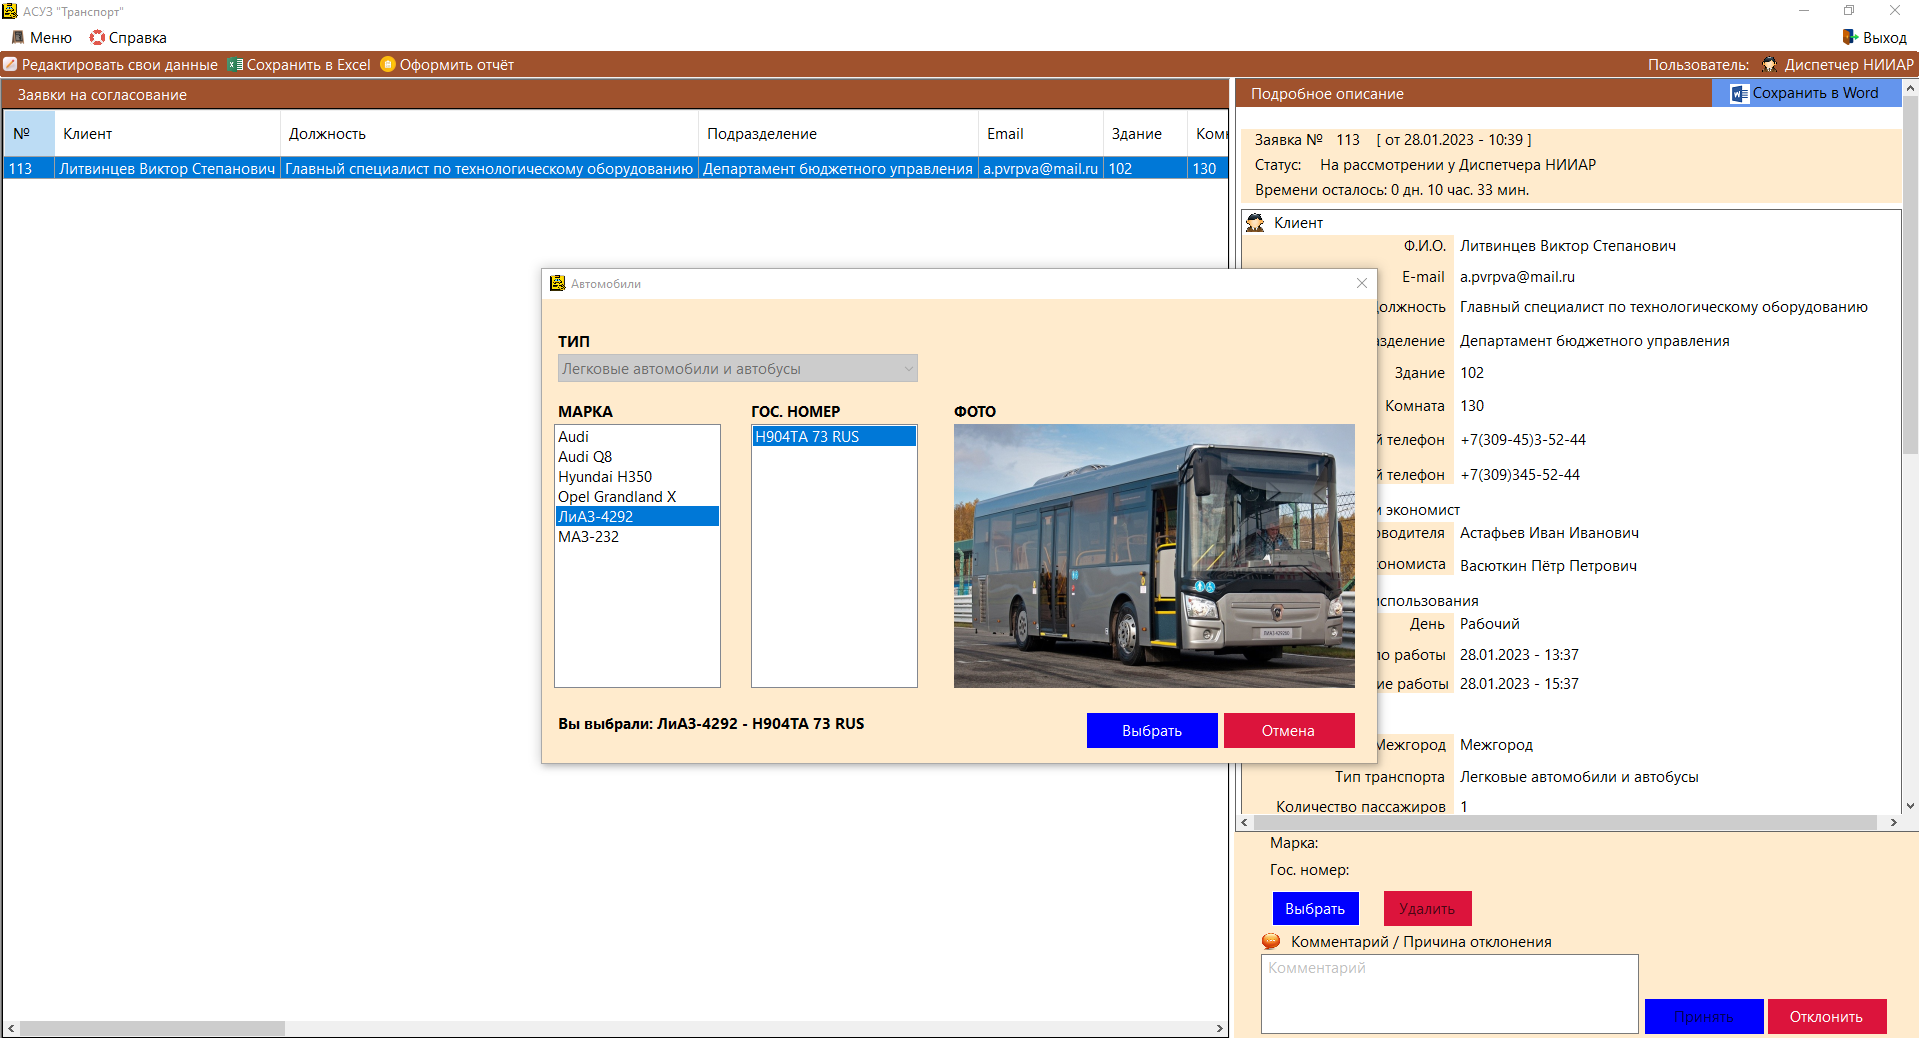 АСУЗ "Транспорт"
Меню Справка Выход
Редактировать свои данные Сохранить в Excel Оформить отчёт Пользователь: Диспетчер НИИАР
Заявки на согласование
№ Клиент Должность Подразделение Email Здание Ком
113 Литвинцев Виктор Степанович Главный специалист по технологическому оборудованию Департамент бюджетного управления a.pvrpva@mail.ru 102 130
Подробное описание Сохранить в Word
Заявка № 113 [ от 28.01.2023 - 10:39 ]
Статус: На рассмотрении у Диспетчера НИИАР
Времени осталось: 0 дн. 10 час. 33 мин.
Клиент
Ф.И.О. Литвинцев Виктор Степанович
E-mail a.pvrpva@mail.ru
олжность Главный специалист по технологическому оборудованию
зделение Департамент бюджетного управления
Здание 102
Комната 130
й телефон +7(309-45)3-52-44
й телефон +7(309)345-52-44
и экономист
водителя Астафьев Иван Иванович
ономиста Васюткин Пётр Петрович
использования
День Рабочий
ло работы 28.01.2023 - 13:37
ие работы 28.01.2023 - 15:37
Межгород Межгород
Тип транспорта Легковые автомобили и автобусы
Количество пассажиров 1
Марка:
Гос. номер:
Выбрать Удалить
Комментарий / Причина отклонения
Комментарий
Принять Отклонить
Автомобили
ТИП
Легковые автомобили и автобусы
МАРКА ГОС. НОМЕР ФОТО
Audi
Audi Q8
Hyundai H350
Opel Grandland X
ЛиАЗ-4292
МАЗ-232
Н904ТА 73 RUS
Вы выбрали: ЛиАЗ-4292 - Н904ТА 73 RUS
Выбрать Отмена